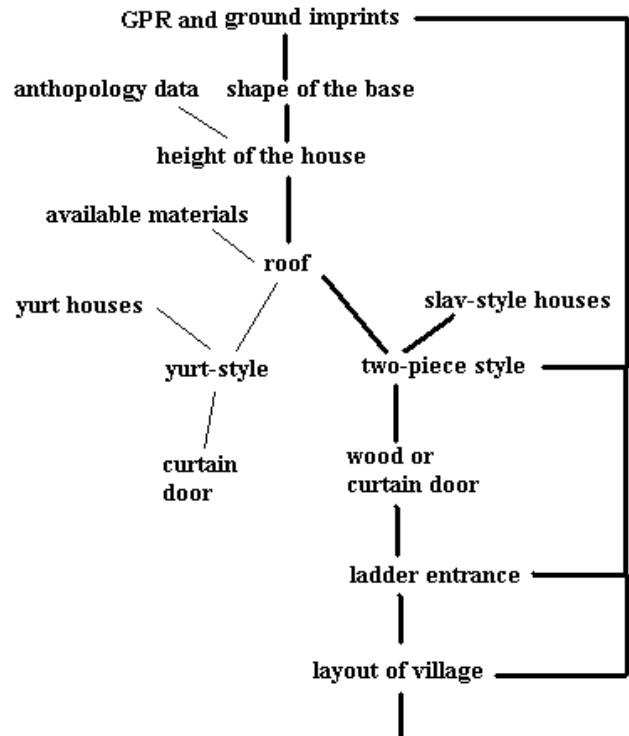 GPR and ground imprints
anthopology data
shape of the base
height of the house
available materials
roof
slav-style houses
yurt houses
yurt-style
two-piece style
curtain
door
wood or
curtain door
ladder entrance
layout of village